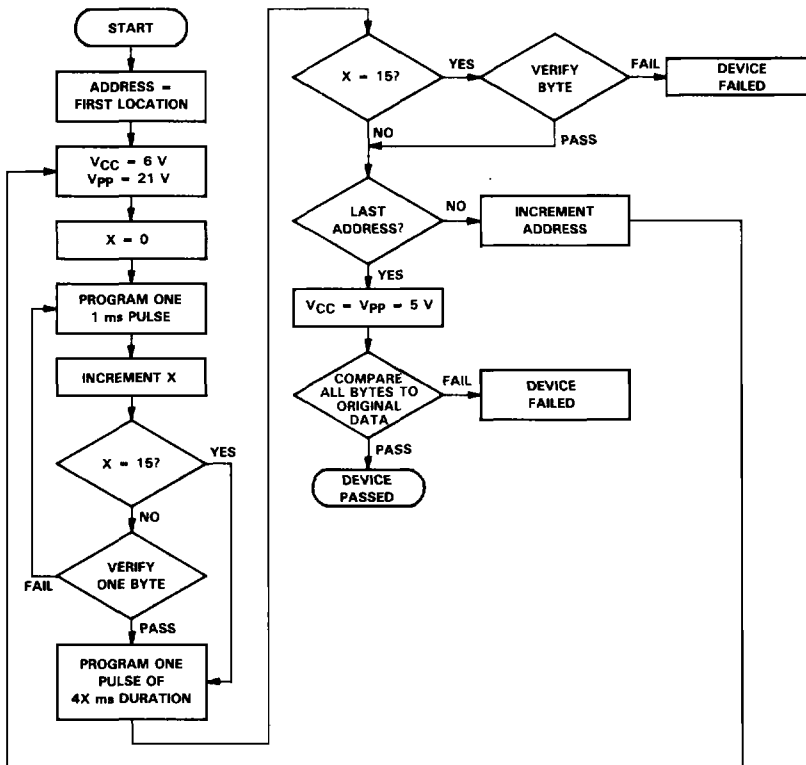 START
ADDRESS =
FIRST LOCATION
VCC = 6 V
VPP = 21 V
X = 0
PROGRAM ONE
1 ms PULSE
INCREMENT X
X = 15?
YES
NO
VERIFY
ONE BYTE
FAIL
PASS
PROGRAM ONE
PULSE OF
4X ms DURATION
X = 15?
YES
NO
VERIFY
BYTE
FAIL
PASS
DEVICE
FAILED
LAST
ADDRESS?
NO
YES
INCREMENT
ADDRESS
VCC = VPP = 5 V
COMPARE
ALL BYTES TO
ORIGINAL
DATA
FAIL
PASS
DEVICE
FAILED
DEVICE
PASSED